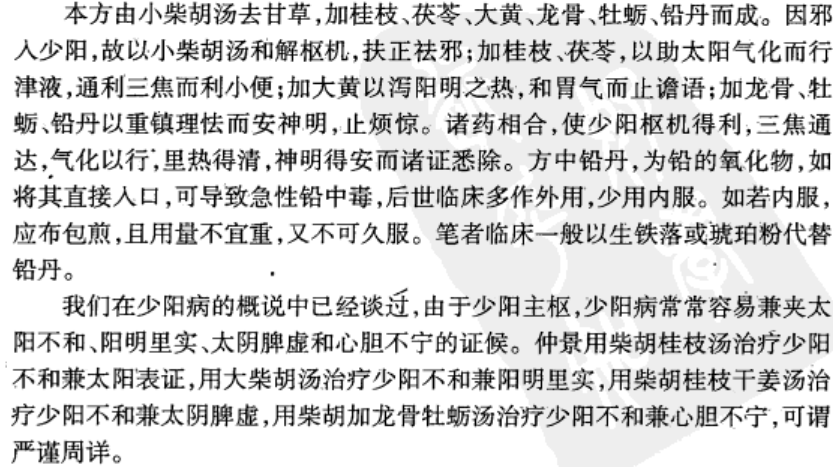 本方由小柴胡汤去甘草,加桂枝、茯苓、大黄、龙骨、牡蛎、铅丹而成。因邪
入少阳,故以小柴胡汤和解枢机,扶正祛邪;加桂枝、茯苓,以助太阳气化而行
津液,通利三焦而利小便;加大黄以泻阳明之热,和胃气而止谵语;加龙骨、牡
蛎、铅丹以重镇理怯而安神明,止烦惊。诸药相合,使少阳枢机得利,三焦通
达,气化以行,里热得清,神明得安而诸证悉除。方中铅丹,为铅的氧化物,如
将其直接入口,可导致急性铅中毒,后世临床多作外用,少用内服。如若内服,
应布包煎,且用量不宜重,又不可久服。笔者临床一般以生铁落或琥珀粉代替
铅丹。
我们在少阳病的概说中已经谈过,由于少阳主枢,少阳病常常容易兼夹太
阳不和、阳明里实、太阴脾虚和心胆不宁的证候。仲景用柴胡桂枝汤治疗少阳
不和兼太阳表证,用大柴胡汤治疗少阳不和兼阳明里实,用柴胡桂枝干姜汤治
疗少阳不和兼太阴脾虚,用柴胡加龙骨牡蛎汤治疗少阳不和兼心胆不宁,可谓
严谨周详。